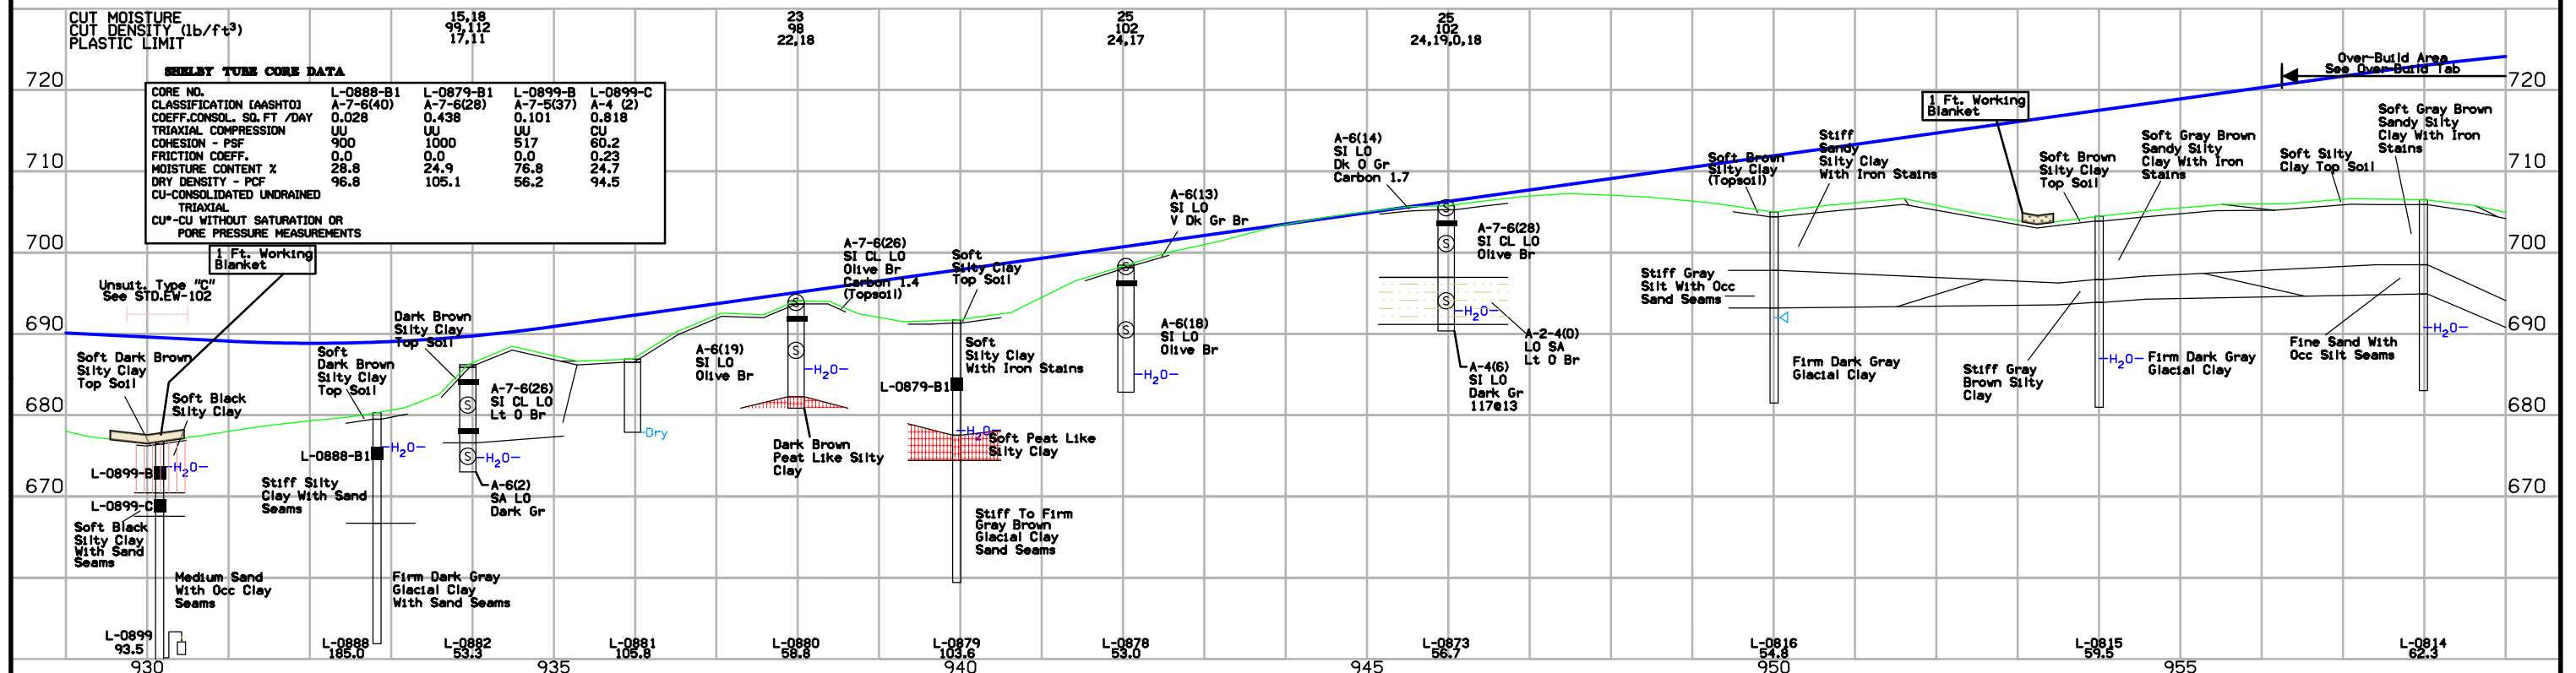 CUT MOISTURE
CUT DENSITY (lb/ft³)
PLASTIC LIMIT
15,18
99,112
17,11
23
98
22,18
25
102
24,17
25
102
24,19,0,18
SHELBY TUBE CORE DATA
CORE NO. L-0888-B1 L-0879-B1 L-0899-B L-0899-C
CLASSIFICATION [AASHTO] A-7-6(40) A-7-6(28) A-7-5(37) A-4 (2)
COEFF.CONSOL. SQ.FT /DAY 0.028 0.438 0.101 0.818
TRIAXIAL COMPRESSION UU UU UU CU
COHESION - PSF 900 1000 517 60.2
FRICTION COEFF. 0.0 0.0 0.0 0.23
MOISTURE CONTENT % 28.8 24.9 76.8 24.7
DRY DENSITY - PCF 96.8 105.1 56.2 94.5
CU-CONSOLIDATED UNDRAINED
TRIAXIAL
CU*-CU WITHOUT SATURATION OR
PORE PRESSURE MEASUREMENTS
720
710
700
690
680
670
720
710
700
690
680
670
1 Ft. Working
Blanket
Unsuit. Type "C"
See STD.EW-102
Soft Dark Brown
Silty Clay
Top Soil
Soft Black
Silty Clay
L-0899-B
H2O
L-0899-C
Soft Black
Silty Clay
With Sand
Seams
Medium Sand
With Occ Clay
Seams
L-0899
93.5
Soft
Dark Brown
Silty Clay
Top Soil
L-0888-B1
H2O
Stiff Silty
Clay With Sand
Seams
Firm Dark Gray
Glacial Clay
With Sand Seams
L-0888
185.0
Dark Brown
Silty Clay
Top Soil
A-7-6(26)
SI CL LO
Lt O Br
S
S
H2O
A-6(2)
SA LO
Dark Gr
L-0882
53.3
Dry
L-0881
105.8
A-6(19)
SI LO
Olive Br
S
S
A-7-6(26)
SI CL LO
Olive Br
Carbon 1.4
(Topsoil)
H2O
Dark Brown
Peat Like Silty
Clay
L-0880
58.8
Soft
Silty Clay
Top Soil
Soft
Silty Clay
With Iron Stains
L-0879-B1
H2O
Soft Peat Like
Silty Clay
Stiff To Firm
Gray Brown
Glacial Clay
Sand Seams
L-0879
103.6
A-6(13)
SI LO
V Dk Gr Br
S
S
A-6(18)
SI LO
Olive Br
H2O
L-0878
53.0
A-6(14)
SI LO
Dk O Gr
Carbon 1.7
S
S
S
A-7-6(28)
SI CL LO
Olive Br
H2O
A-2-4(0)
LO SA
Lt O Br
A-4(6)
SI LO
Dark Gr
117@13
L-0873
56.7
Soft Brown
Silty Clay
(Topsoil)
Stiff
Sandy
Silty Clay
With Iron Stains
Stiff Gray
Silt With Occ
Sand Seams
Firm Dark Gray
Glacial Clay
L-0816
54.8
1 Ft. Working
Blanket
Soft Brown
Silty Clay
Top Soil
Soft Gray Brown
Sandy Silty
Clay With Iron
Stains
Stiff Gray
Brown Silty
Clay
H2O
Firm Dark Gray
Glacial Clay
L-0815
59.5
Over-Build Area
See Over-Build Tab
Soft Silty
Clay Top Soil
Soft Gray Brown
Sandy Silty
Clay With Iron
Stains
Fine Sand With
Occ Silt Seams
H2O
L-0814
62.3
930
935
940
945
950
955